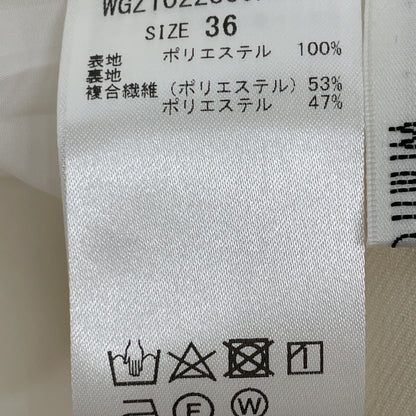 SIZE 36
表地 ポリエステル 100%
裏地
複合繊維 (ポリエステル) 53%
ポリエステル 47%
F W